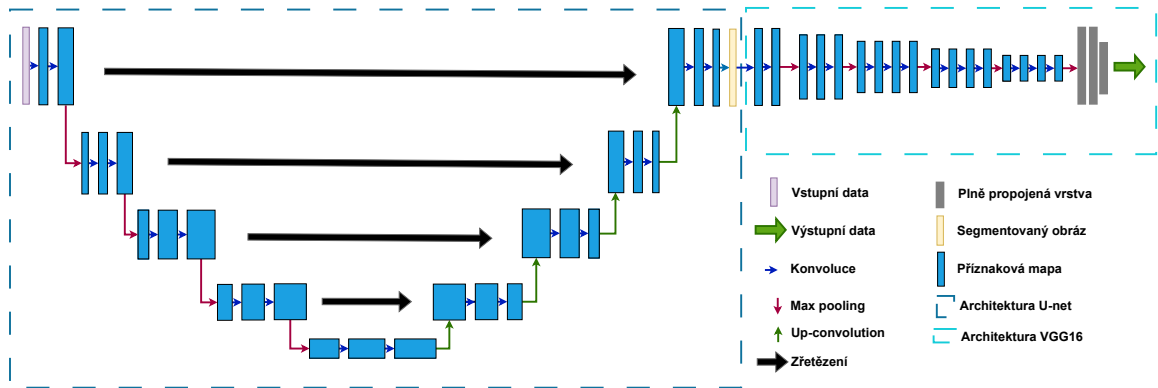 Vstupní data
Výstupní data
Konvoluce
Max pooling
Up-convolution
Zřetězení
Plně propojená vrstva
Segmentovaný obráz
Příznaková mapa
Architektura U-net
Architektura VGG16